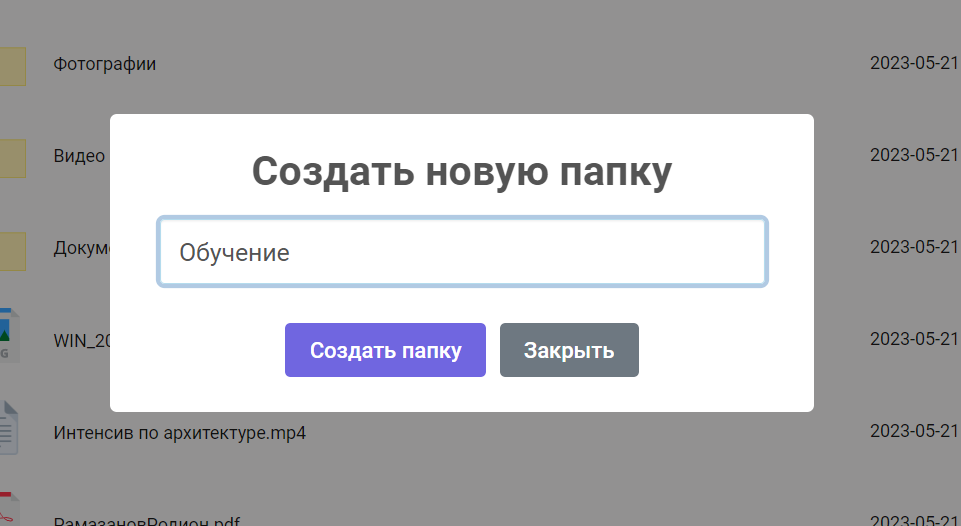 Фотографии 2023-05-21
Видео 2023-05-21
Создать новую папку
Обучение
2023-05-21
WIN_20 2023-05-21
Создать папку Закрыть
Интенсив по архитектуре.mp4 2023-05-21
РамазановРодион.pdf 2023-05-21